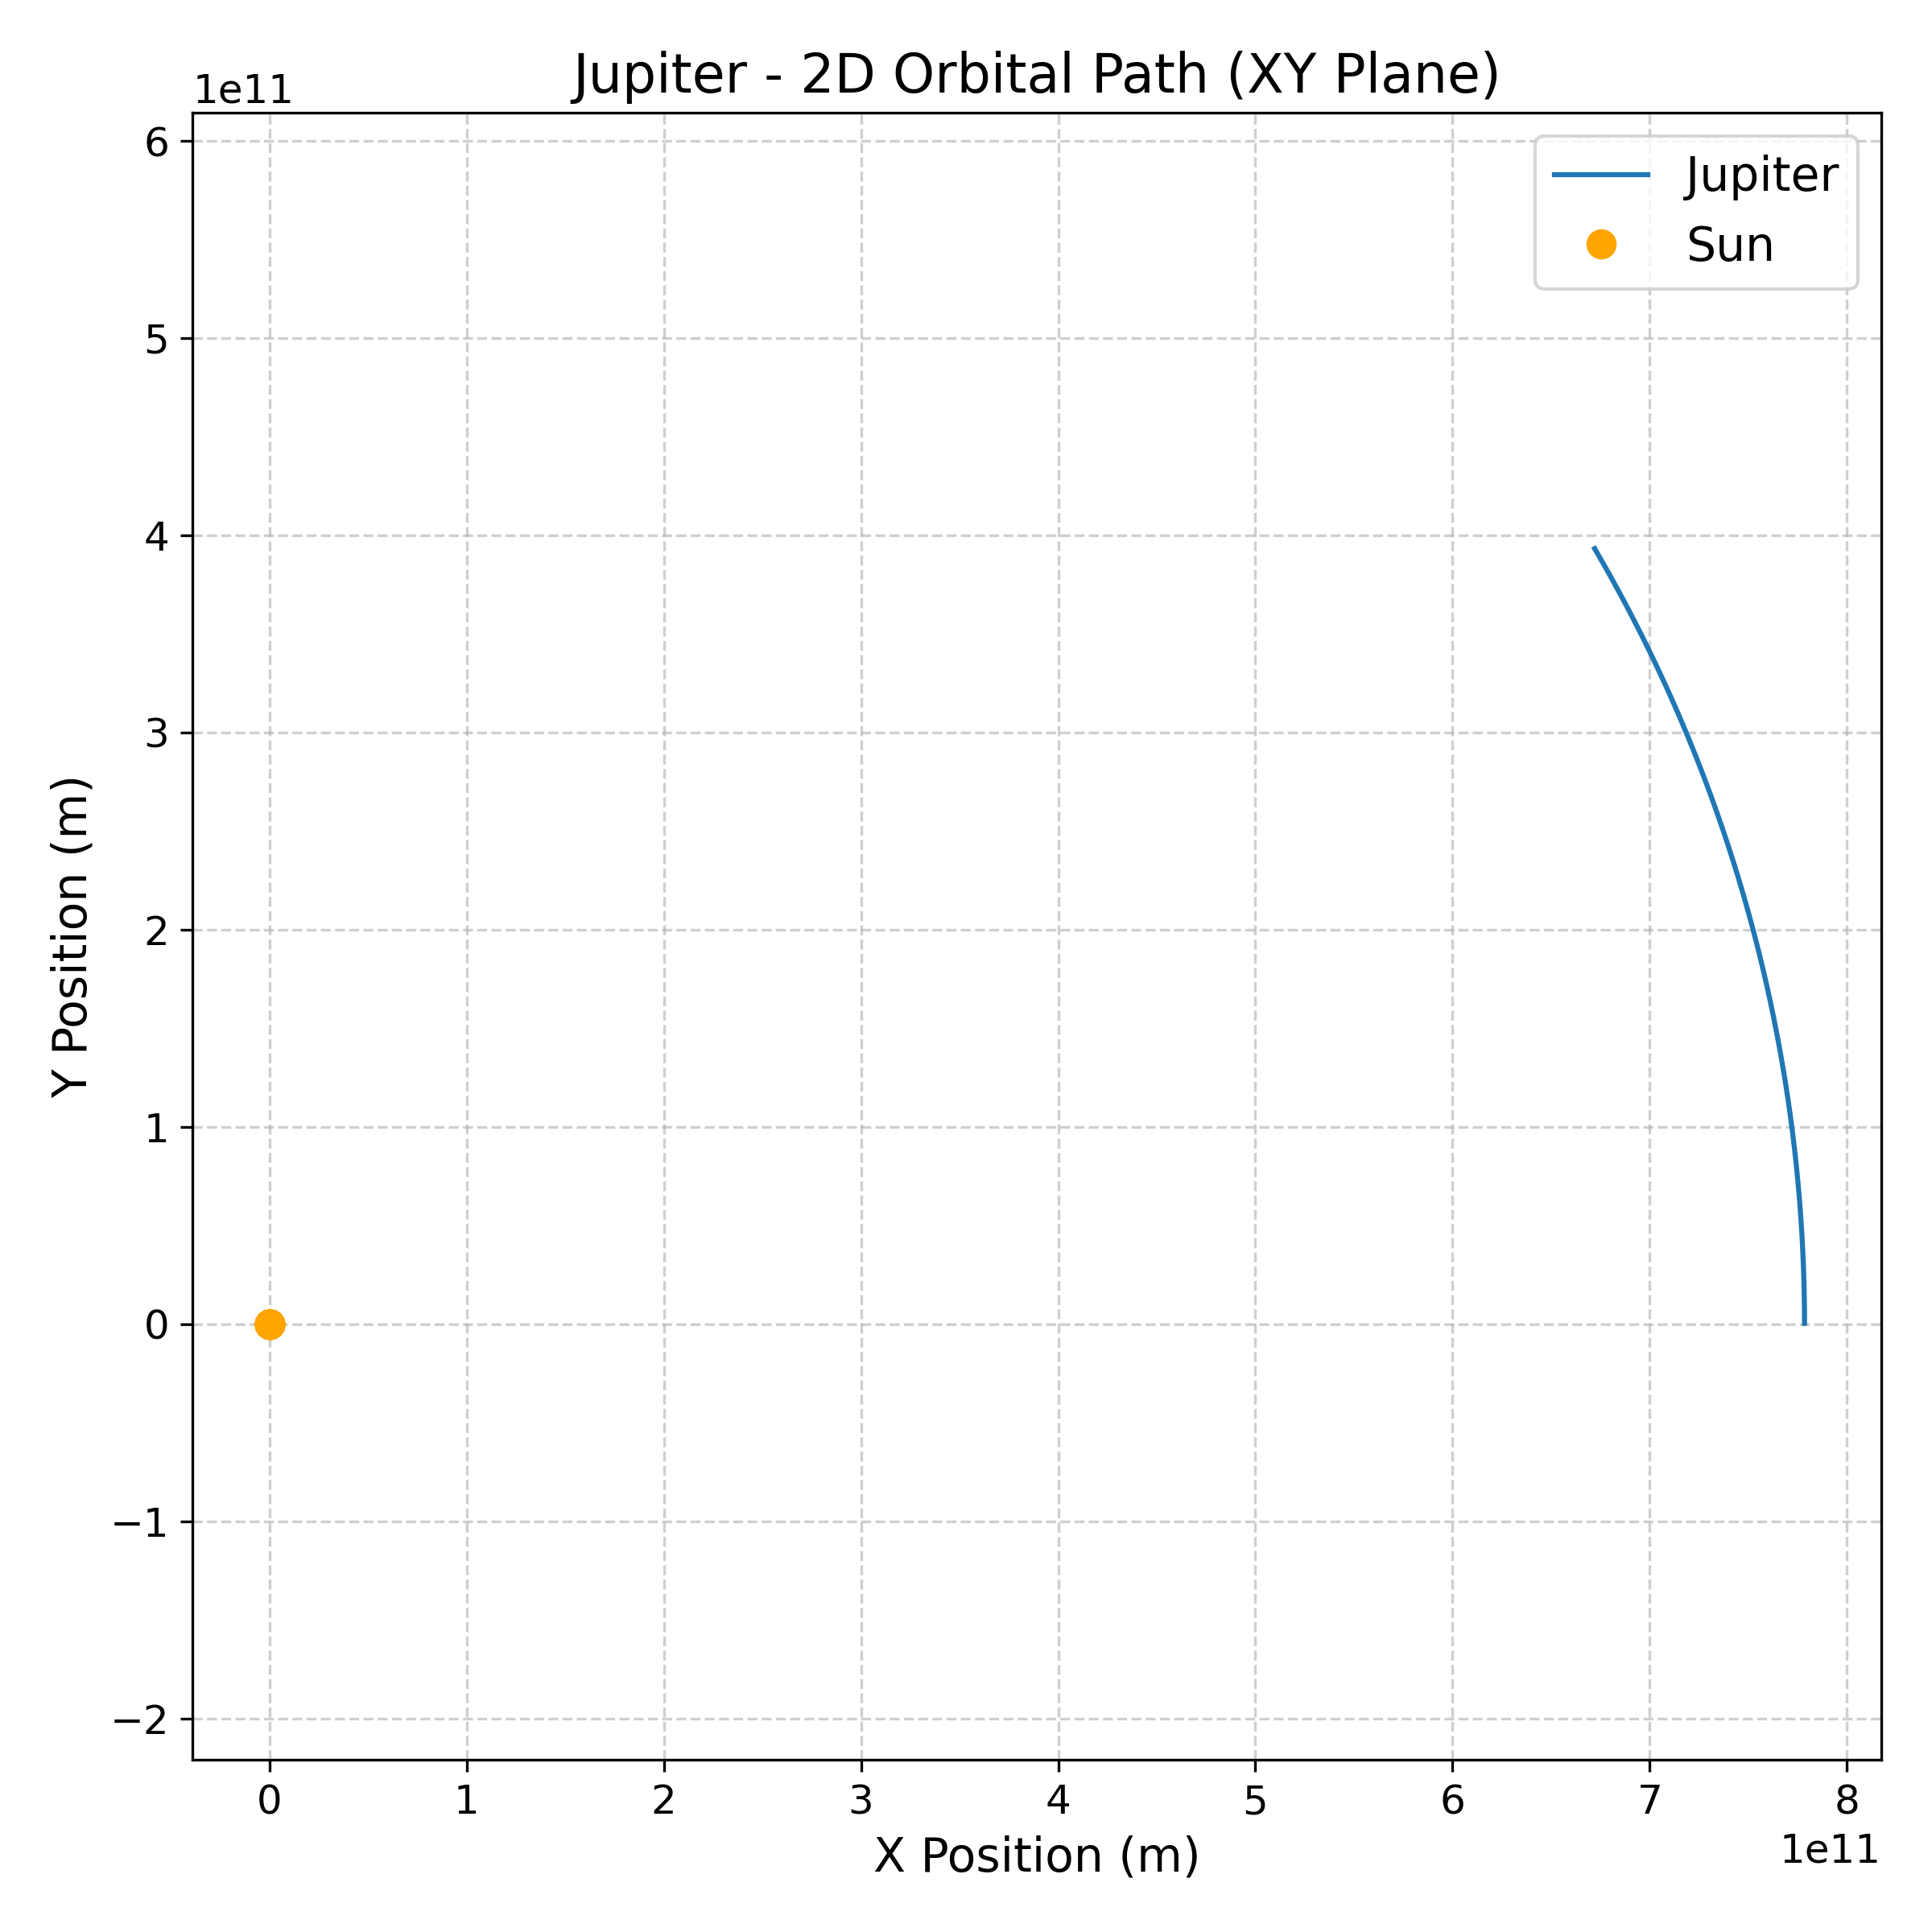 Jupiter - 2D Orbital Path (XY Plane)
1e11
Jupiter
Sun
6
5
4
3
2
1
0
−1
−2
Y Position (m)
0 1 2 3 4 5 6 7 8
1e11
X Position (m)